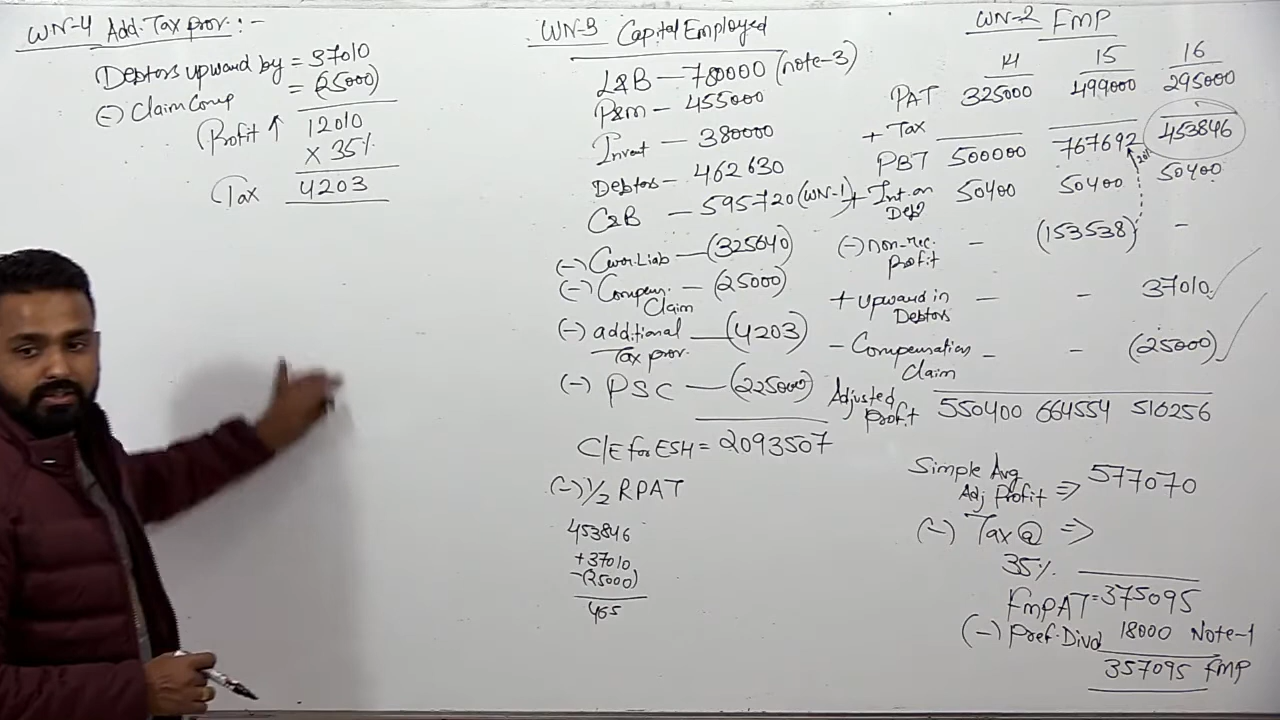 WN-4 Add. Tax prov. :-
Debtors upward by = 37010
(-) Claim Comp = (25000)
Profit ↑ 12010
x 35%
Tax 4203
WN-3 Capital Employed
L&B — 780000 (note-3)
P&m — 455000
Invent — 380000
Debtors — 462630
C&B — 595720 (WN-1)
(-) Curr. Liab — (325640)
(-) Compen. Claim — (25000)
(-) additional Tax prov. — (4203)
(-) PSC — (225000)
C/E for ESH = 2093507
(-) 1/2 RPAT
453846
+37010
-(25000)
465
WN-2 FMP
14 15 16
PAT 325000 499000 295000
+ Tax
PBT 500000 767692 453846
20%
+ Int. on Deb? 50400 50400 50400
(-) non-rec. Profit - (153538) -
+ upward in Debtors - - 37010
- Compensation Claim - - (25000)
Adjusted Profit 550400 664554 516256
Simple Avg Adj Profit => 577070
(-) Tax @ =>
35%
FMPAT = 375095
(-) Pref. Divd 18000 Note-1
357095 FMP